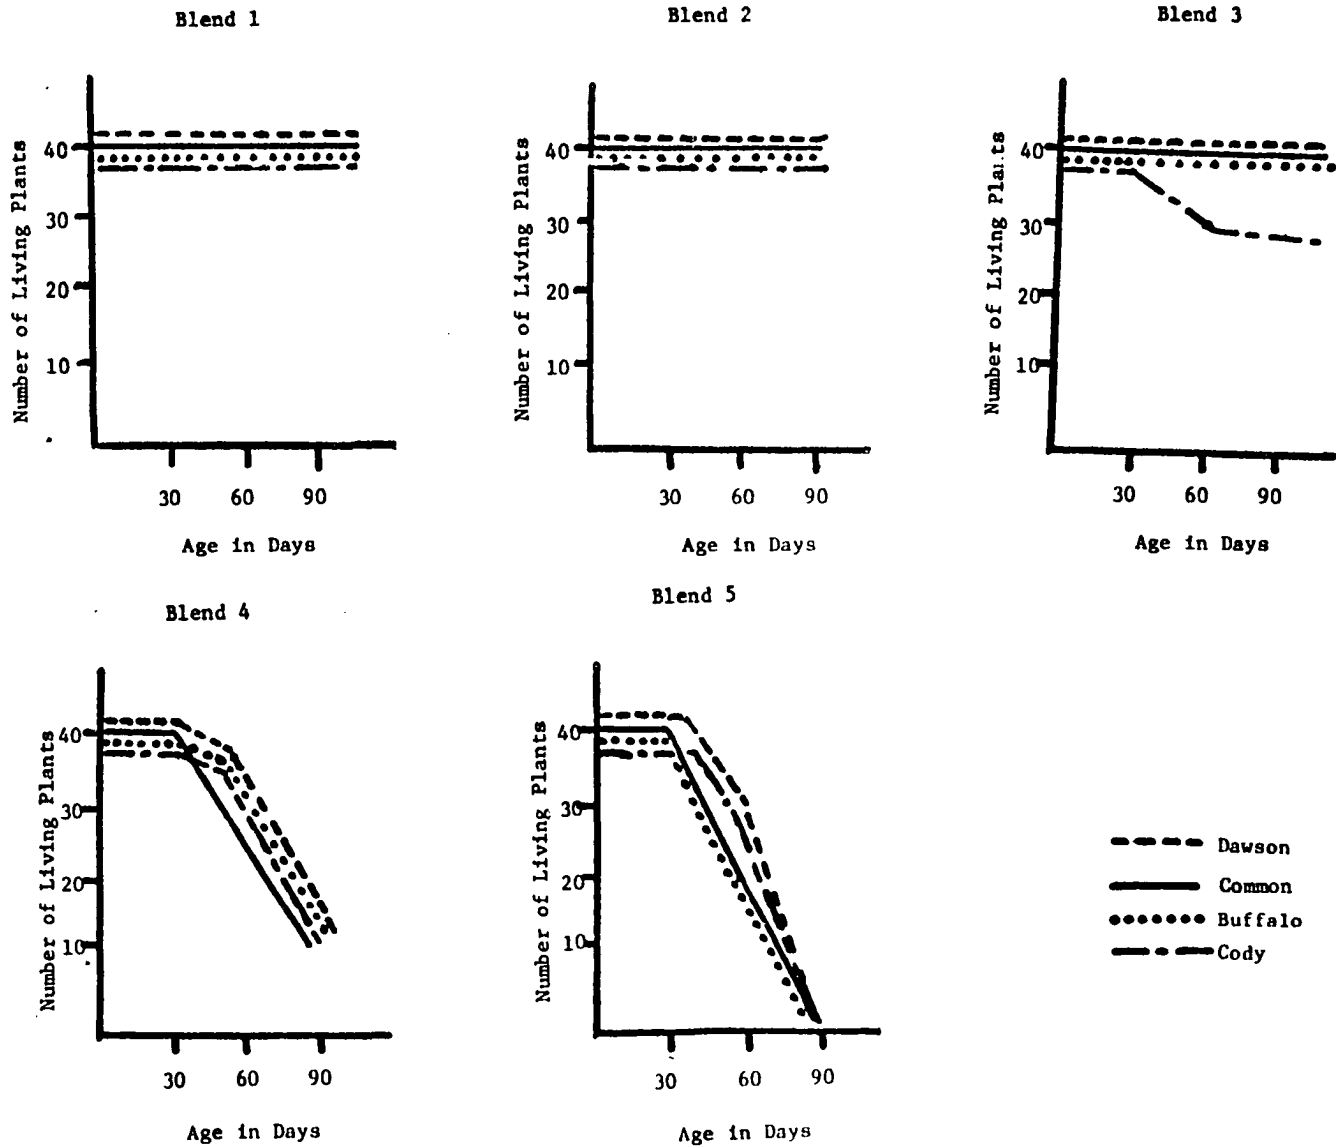 Blend 1
Number of Living Plants
40
30
20
10
30 60 90
Age in Days
Blend 2
Number of Living Plants
40
30
20
10
30 60 90
Age in Days
Blend 3
Number of Living Plants
40
30
20
10
30 60 90
Age in Days
Blend 4
Number of Living Plants
40
30
20
10
30 60 90
Age in Days
Blend 5
Number of Living Plants
40
30
20
10
30 60 90
Age in Days
Dawson
Common
Buffalo
Cody